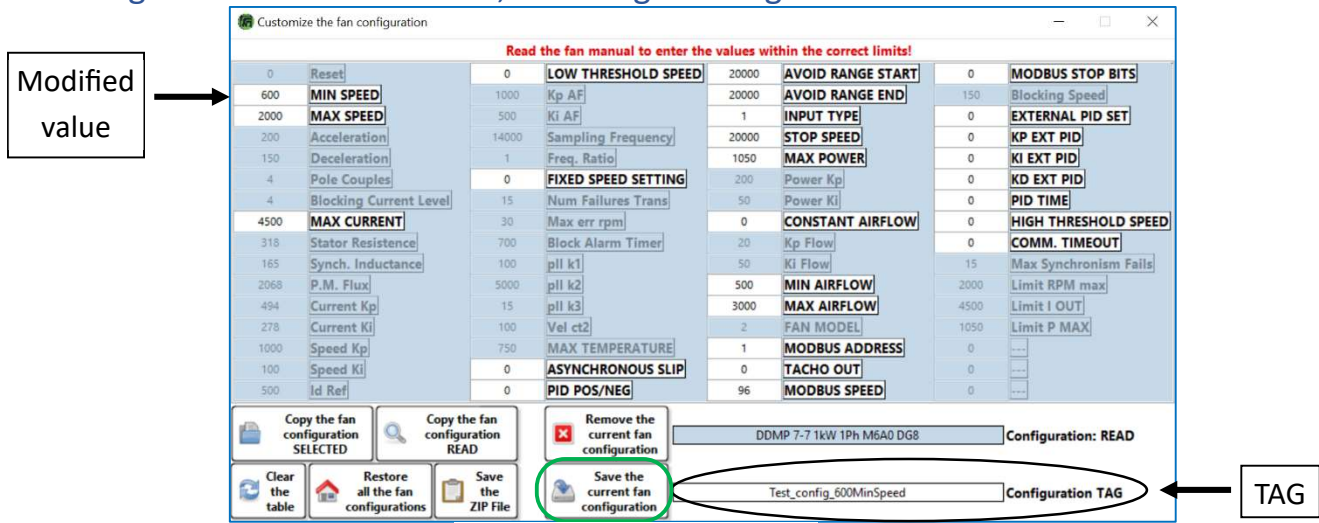 Customize the fan configuration
Read the fan manual to enter the values within the correct limits!
Modified
value
0 Reset 0 LOW THRESHOLD SPEED 20000 AVOID RANGE START 0 MODBUS STOP BITS
600 MIN SPEED 1000 Kp AF 20000 AVOID RANGE END 150 Blocking Speed
2000 MAX SPEED 500 Ki AF 1 INPUT TYPE 0 EXTERNAL PID SET
200 Acceleration 14000 Sampling Frequency 20000 STOP SPEED 0 KP EXT PID
150 Deceleration 1 Freq. Ratio 1050 MAX POWER 0 KI EXT PID
4 Pole Couples 0 FIXED SPEED SETTING 200 Power Kp 0 KD EXT PID
4 Blocking Current Level 15 Num Failures Trans 50 Power Ki 0 PID TIME
4500 MAX CURRENT 30 Max err rpm 0 CONSTANT AIRFLOW 0 HIGH THRESHOLD SPEED
318 Stator Resistence 700 Block Alarm Timer 20 Kp Flow 0 COMM. TIMEOUT
165 Synch. Inductance 100 pll k1 50 Ki Flow 15 Max Synchronism Fails
2068 P.M. Flux 5000 pll k2 500 MIN AIRFLOW 2000 Limit RPM max
494 Current Kp 15 pll k3 3000 MAX AIRFLOW 4500 Limit I OUT
278 Current Ki 100 Vel ct2 2 FAN MODEL 1050 Limit P MAX
1000 Speed Kp 750 MAX TEMPERATURE 1 MODBUS ADDRESS 0 ---
100 Speed Ki 0 ASYNCHRONOUS SLIP 0 TACHO OUT 0 ---
500 Id Ref 0 PID POS/NEG 96 MODBUS SPEED 0 ---
Copy the fan
configuration
SELECTED
Copy the fan
configuration
READ
Remove the
current fan
configuration
DDMP 7-7 1kW 1Ph M6A0 DG8 Configuration: READ
Clear
the
table
Restore
all the fan
configurations
Save
the
ZIP File
Save the
current fan
configuration
Test_config_600MinSpeed Configuration TAG
TAG